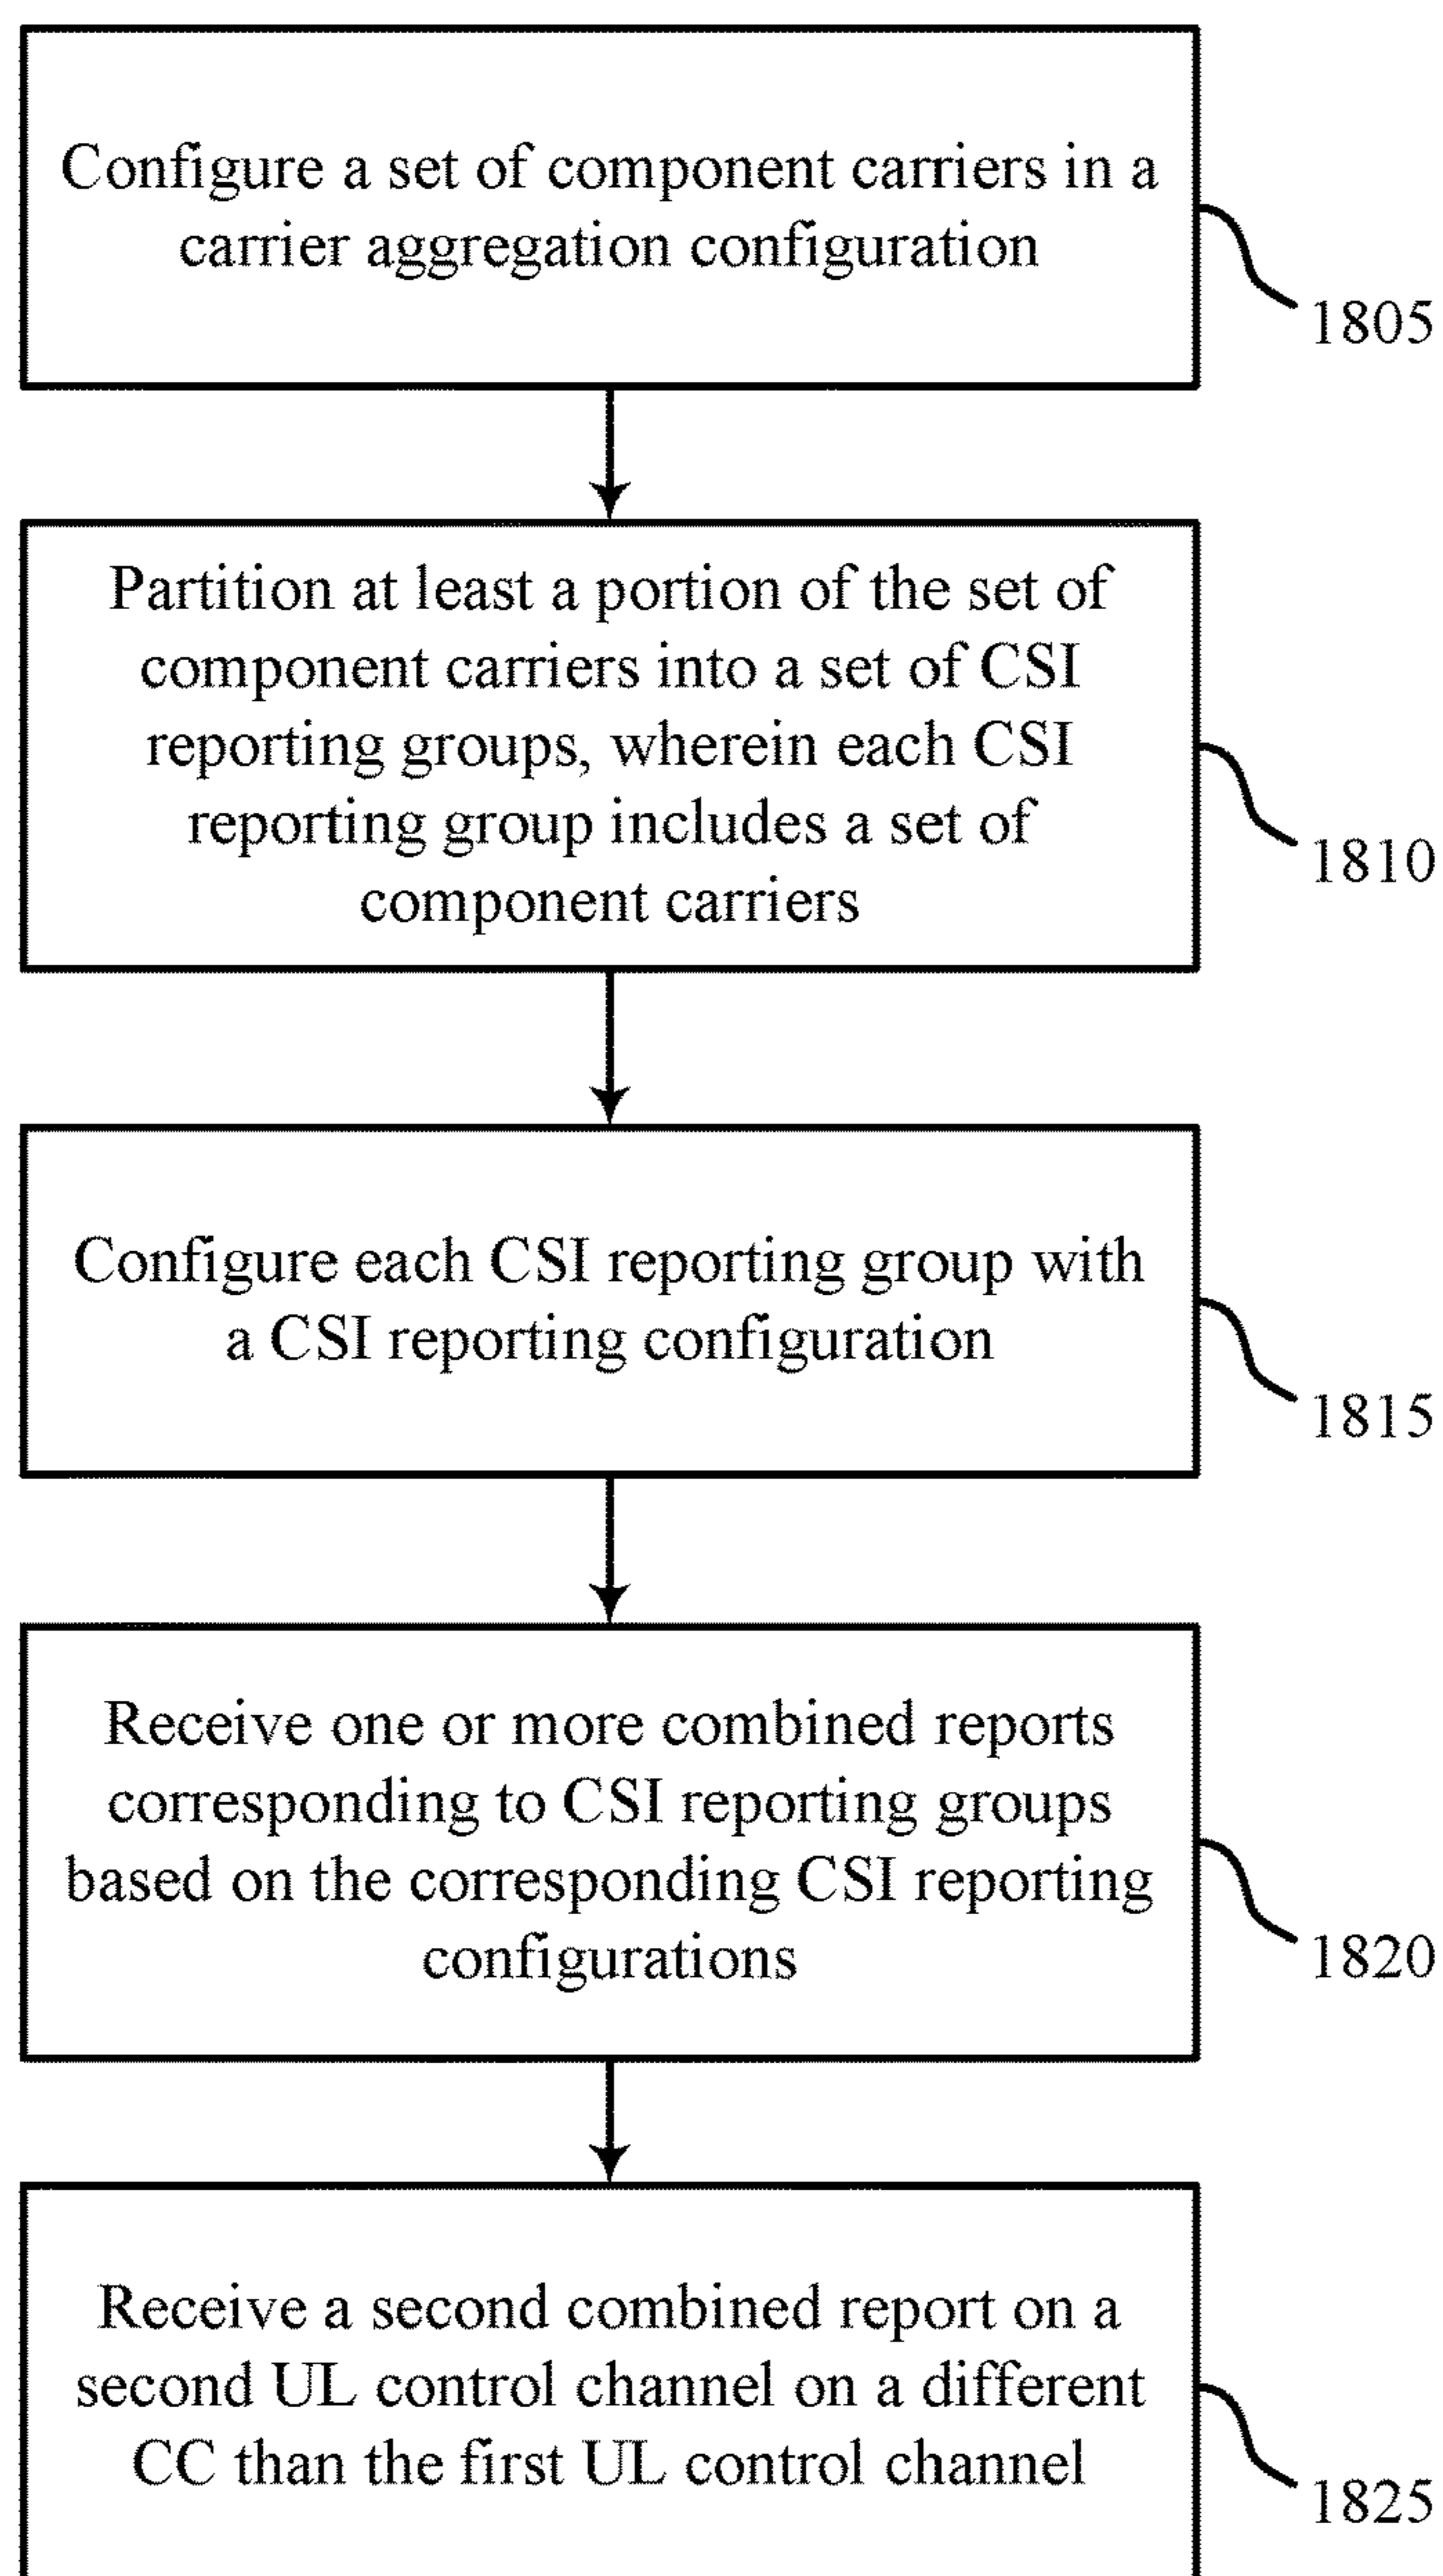 Configure a set of component carriers in a
carrier aggregation configuration
1805
Partition at least a portion of the set of
component carriers into a set of CSI
reporting groups, wherein each CSI
reporting group includes a set of
component carriers
1810
Configure each CSI reporting group with
a CSI reporting configuration
1815
Receive one or more combined reports
corresponding to CSI reporting groups
based on the corresponding CSI reporting
configurations
1820
Receive a second combined report on a
second UL control channel on a different
CC than the first UL control channel
1825